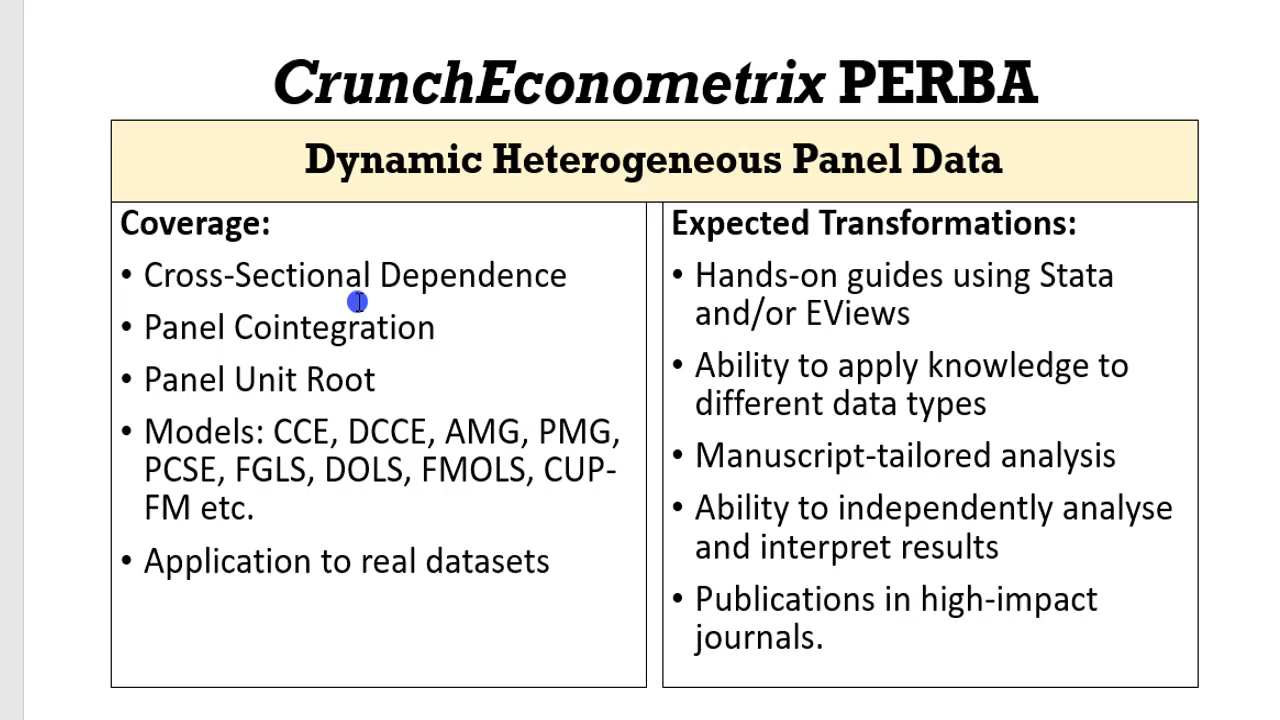 CrunchEconometrix PERBA
Dynamic Heterogeneous Panel Data
Coverage:
• Cross-Sectional Dependence
• Panel Cointegration
• Panel Unit Root
• Models: CCE, DCCE, AMG, PMG,
PCSE, FGLS, DOLS, FMOLS, CUP-
FM etc.
• Application to real datasets
Expected Transformations:
• Hands-on guides using Stata
and/or EViews
• Ability to apply knowledge to
different data types
• Manuscript-tailored analysis
• Ability to independently analyse
and interpret results
• Publications in high-impact
journals.